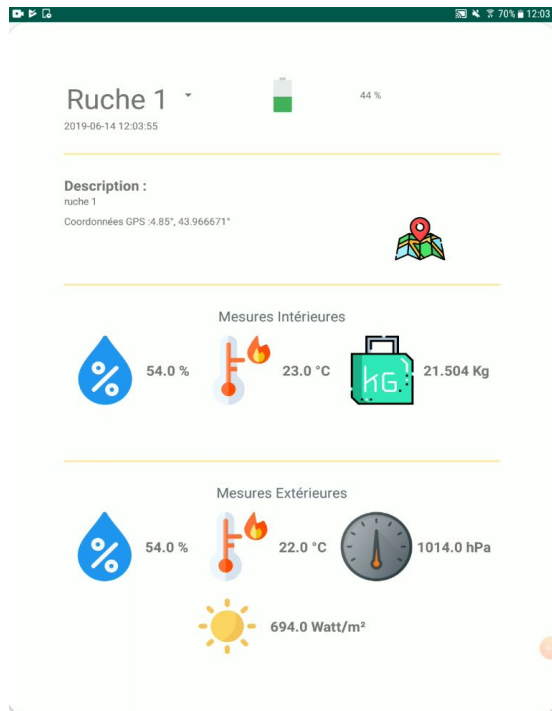 70% 12:03
Ruche 1
44 %
2019-06-14 12:03:55
Description :
ruche 1
Coordonnées GPS :4.85°, 43.966671°
Mesures Intérieures
% 54.0 % 23.0 °C KG 21.504 Kg
Mesures Extérieures
% 54.0 % 22.0 °C 1014.0 hPa
694.0 Watt/m²